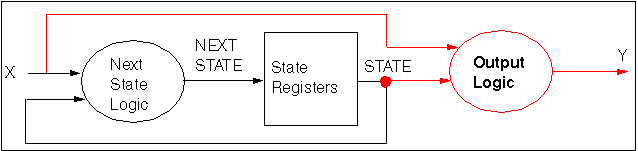 X
Next
State
Logic
NEXT
STATE
State
Registers
STATE
Output
Logic
Y